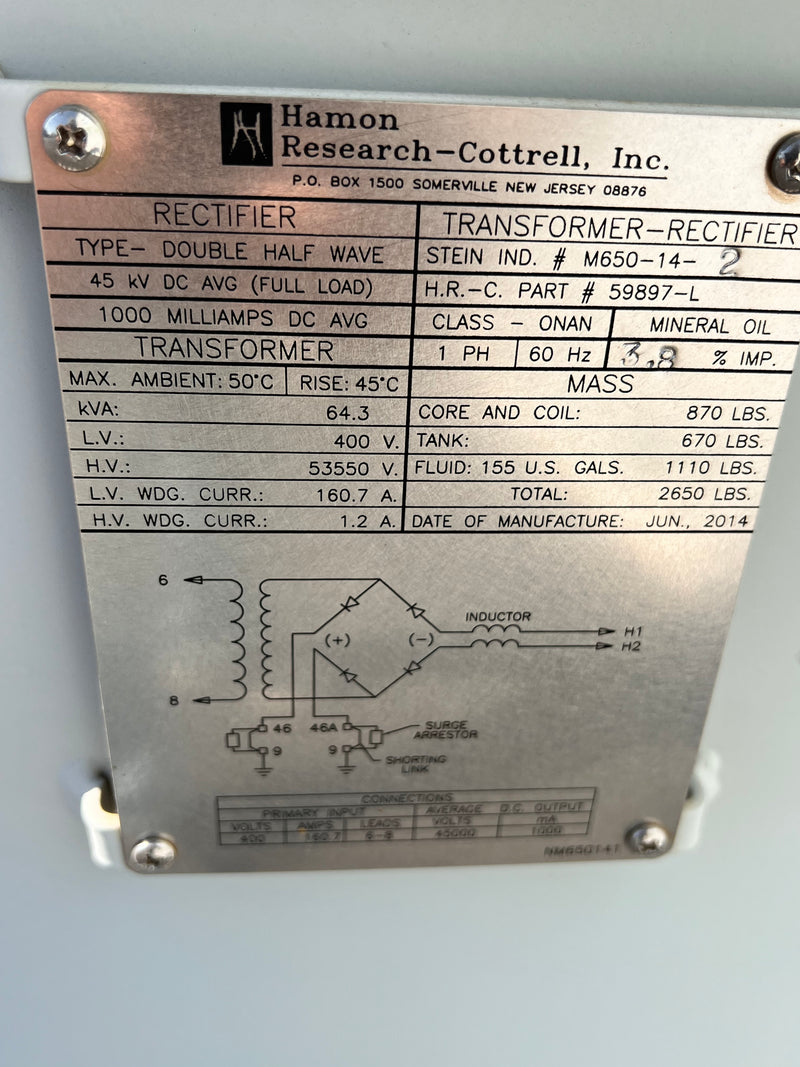 Hamon
Research-Cottrell, Inc.
P.O. BOX 1500 SOMERVILLE NEW JERSEY 08876
RECTIFIER
TYPE- DOUBLE HALF WAVE
45 kV DC AVG (FULL LOAD)
1000 MILLIAMPS DC AVG
TRANSFORMER
MAX. AMBIENT: 50°C RISE: 45°C
kVA: 64.3
L.V.: 400 V.
H.V.: 53550 V.
L.V. WDG. CURR.: 160.7 A.
H.V. WDG. CURR.: 1.2 A.
TRANSFORMER-RECTIFIER
STEIN IND. # M650-14-2
H.R.-C. PART # 59897-L
CLASS - ONAN MINERAL OIL
1 PH 60 Hz 3.8 % IMP.
MASS
CORE AND COIL: 870 LBS.
TANK: 670 LBS.
FLUID: 155 U.S. GALS. 1110 LBS.
TOTAL: 2650 LBS.
DATE OF MANUFACTURE: JUN., 2014
6
INDUCTOR
(+) (-) H1
H2
8
46 46A SURGE
ARRESTOR
9 9 SHORTING
LINK
CONNECTIONS
PRIMARY INPUT AVERAGE D.C. OUTPUT
VOLTS AMPS LEADS VOLTS mA
400 160.7 6-8 45000 1000
NM650141